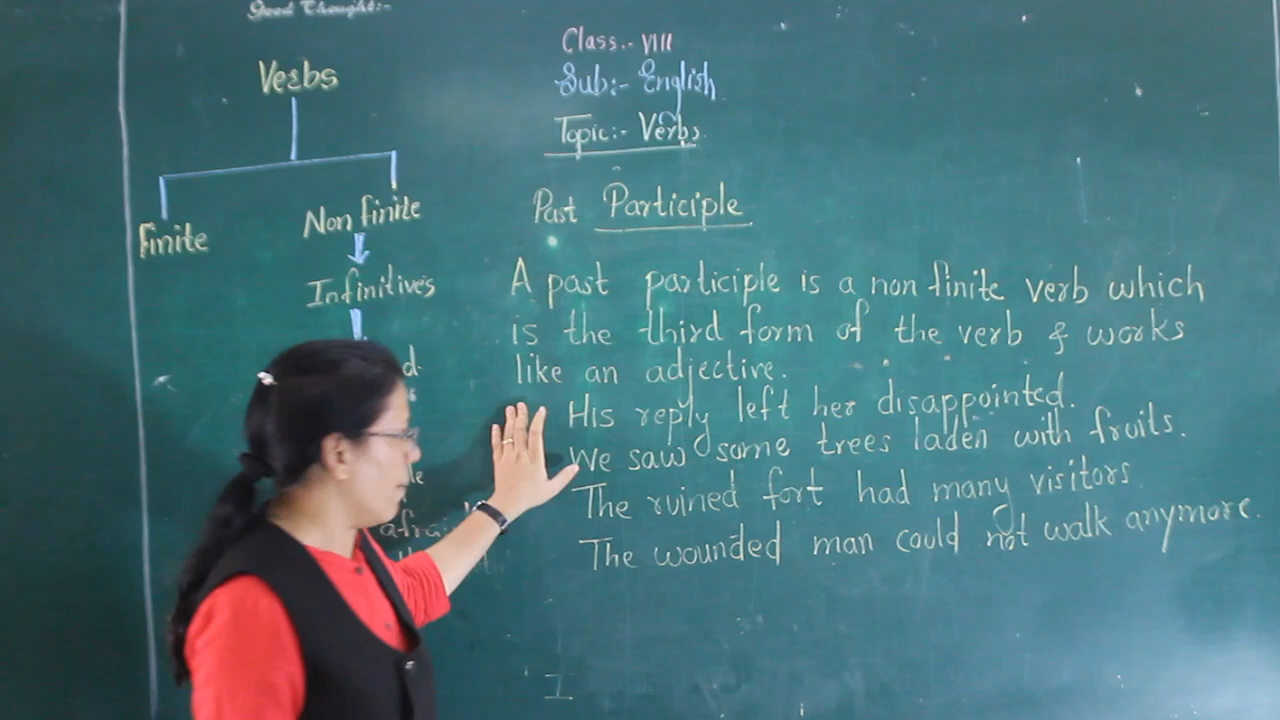 Good Thought:-
Class:- VIII
Sub:- English
Topic:- Verbs.
Verbs
Finite
Non finite
Infinitives
Past Participle
A past participle is a non finite verb which
is the third form of the verb & works
like an adjective.
His reply left her disappointed.
We saw some trees laden with fruits.
The ruined fort had many visitors.
The wounded man could not walk anymore.